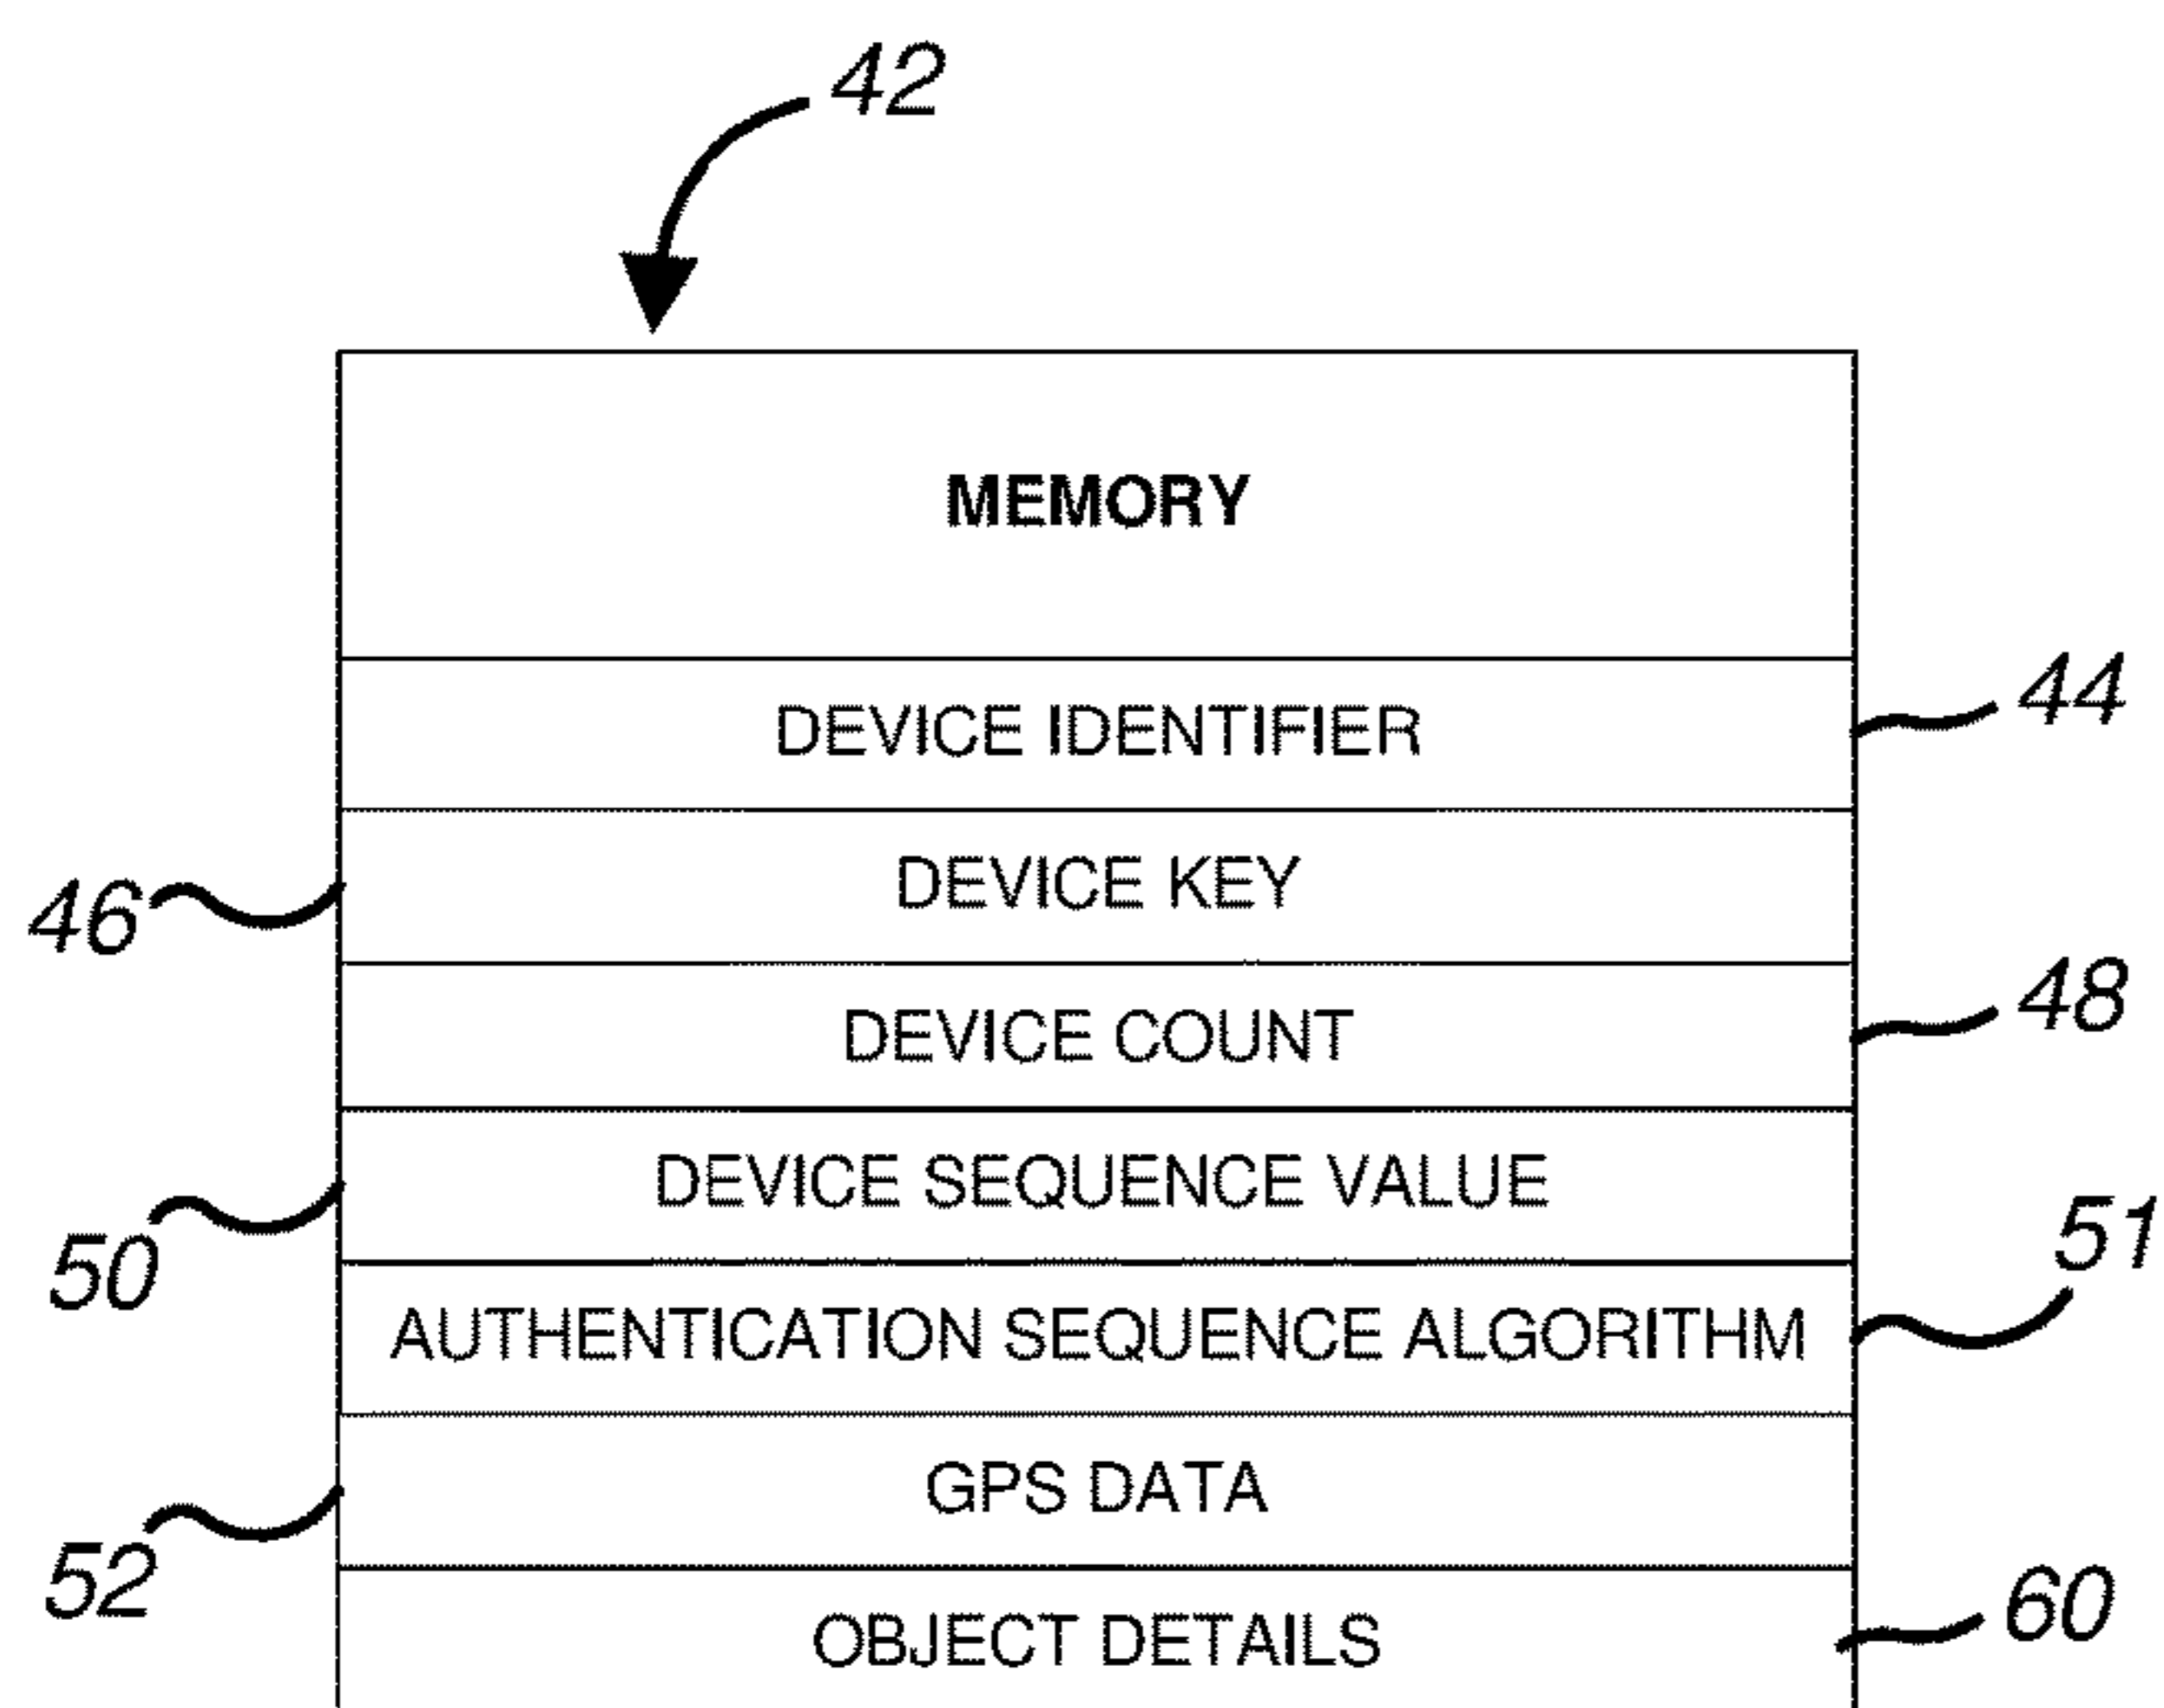 42
MEMORY
DEVICE IDENTIFIER
44
DEVICE KEY
46
DEVICE COUNT
48
DEVICE SEQUENCE VALUE
50
AUTHENTICATION SEQUENCE ALGORITHM
51
GPS DATA
52
OBJECT DETAILS
60